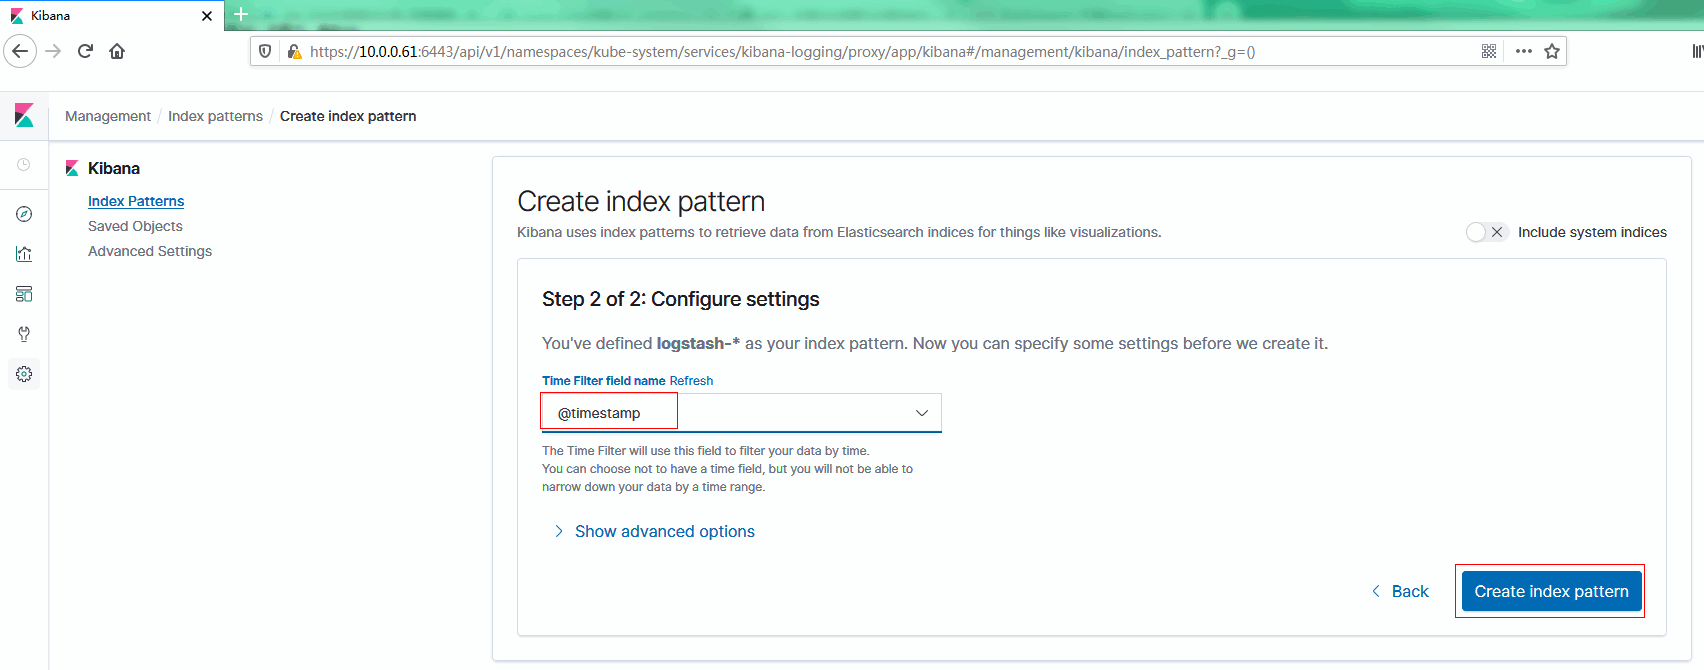 Kibana
https://10.0.0.61:6443/api/v1/namespaces/kube-system/services/kibana-logging/proxy/app/kibana#/management/kibana/index_pattern?_g=()
Management / Index patterns / Create index pattern
Kibana
Index Patterns
Saved Objects
Advanced Settings
Create index pattern
Kibana uses index patterns to retrieve data from Elasticsearch indices for things like visualizations.
Include system indices
Step 2 of 2: Configure settings
You've defined logstash-* as your index pattern. Now you can specify some settings before we create it.
Time Filter field name Refresh
@timestamp
The Time Filter will use this field to filter your data by time.
You can choose not to have a time field, but you will not be able to
narrow down your data by a time range.
Show advanced options
Back
Create index pattern